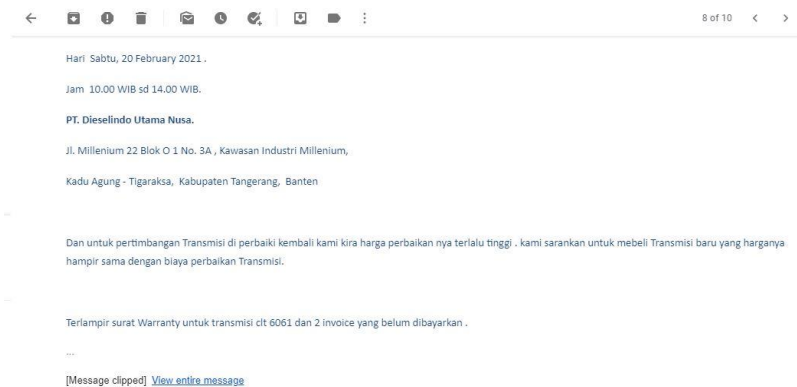 8 of 10
Hari Sabtu, 20 February 2021 .
Jam 10.00 WIB sd 14.00 WIB.
PT. Dieselindo Utama Nusa.
Jl. Millenium 22 Blok O 1 No. 3A , Kawasan Industri Millenium,
Kadu Agung - Tigaraksa, Kabupaten Tangerang, Banten
Dan untuk pertimbangan Transmisi di perbaiki kembali kami kira harga perbaikan nya terlalu tinggi . kami sarankan untuk mebeli Transmisi baru yang harganya
hampir sama dengan biaya perbaikan Transmisi.
Terlampir surat Warranty untuk transmisi clt 6061 dan 2 invoice yang belum dibayarkan .
...
[Message clipped] View entire message